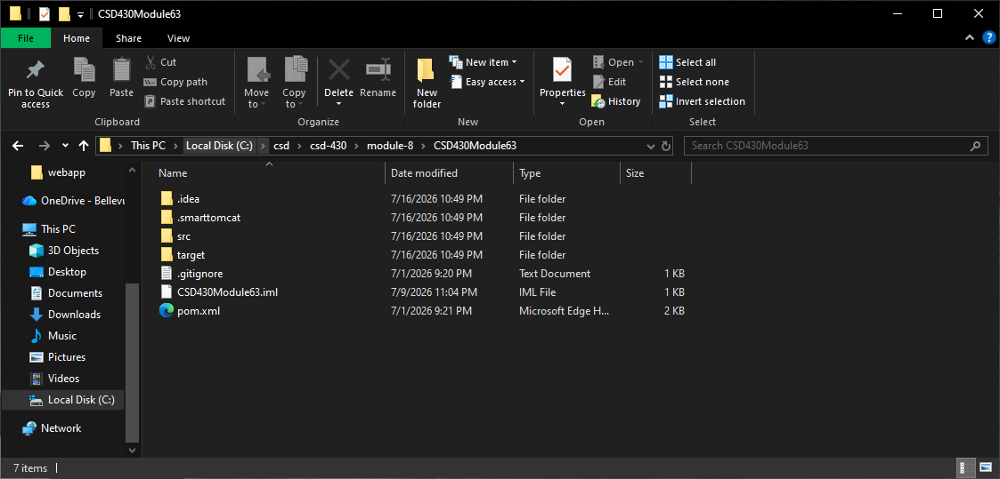 CSD430Module63
File Home Share View
Pin to Quick access
Copy
Paste
Cut
Copy path
Paste shortcut
Clipboard
Move to
Copy to
Delete
Rename
Organize
New folder
New item
Easy access
New
Properties
Open
Edit
History
Open
Select all
Select none
Invert selection
Select
This PC › Local Disk (C:) › csd › csd-430 › module-8 › CSD430Module63
Search CSD430Module63
webapp
OneDrive - Bellevu
This PC
3D Objects
Desktop
Documents
Downloads
Music
Pictures
Videos
Local Disk (C:)
Network
Name Date modified Type Size
.idea 7/16/2026 10:49 PM File folder
.smarttomcat 7/16/2026 10:49 PM File folder
src 7/16/2026 10:49 PM File folder
target 7/16/2026 10:49 PM File folder
.gitignore 7/1/2026 9:20 PM Text Document 1 KB
CSD430Module63.iml 7/9/2026 11:04 PM IML File 1 KB
pom.xml 7/1/2026 9:21 PM Microsoft Edge H... 2 KB
7 items